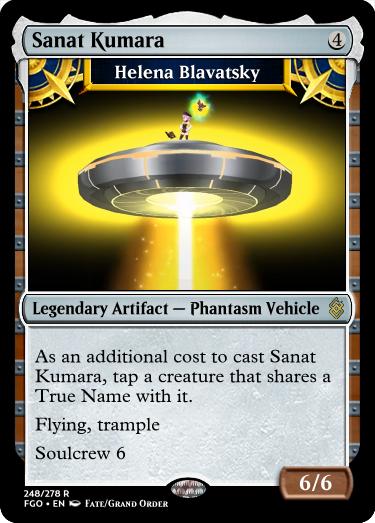 Sanat Kumara 4
Helena Blavatsky
Legendary Artifact — Phantasm Vehicle
As an additional cost to cast Sanat
Kumara, tap a creature that shares a
True Name with it.
Flying, trample
Soulcrew 6
6/6
248/278 R
FGO • EN Fate/Grand Order